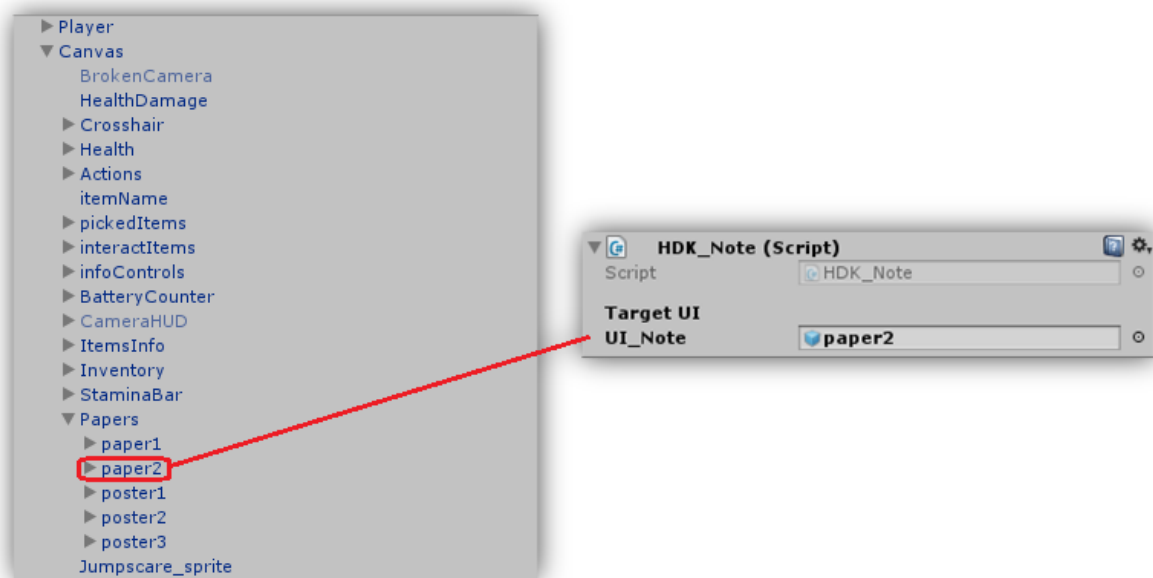 Player
Canvas
BrokenCamera
HealthDamage
Crosshair
Health
Actions
itemName
pickedItems
interactItems
infoControls
BatteryCounter
CameraHUD
ItemsInfo
Inventory
StaminaBar
Papers
paper1
paper2
poster1
poster2
poster3
Jumpscare_sprite
HDK_Note (Script)
Script HDK_Note
Target UI
UI_Note paper2